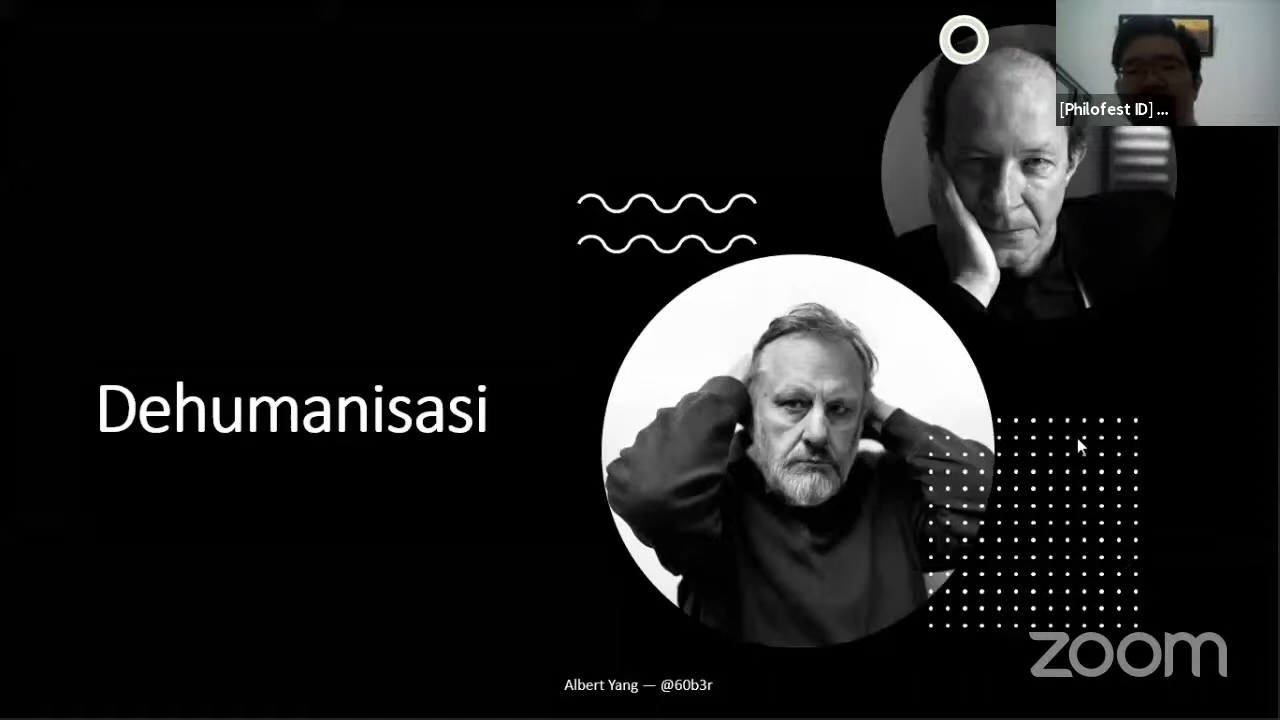 [Philofest ID] ...
Dehumanisasi
zoom
Albert Yang — @60b3r